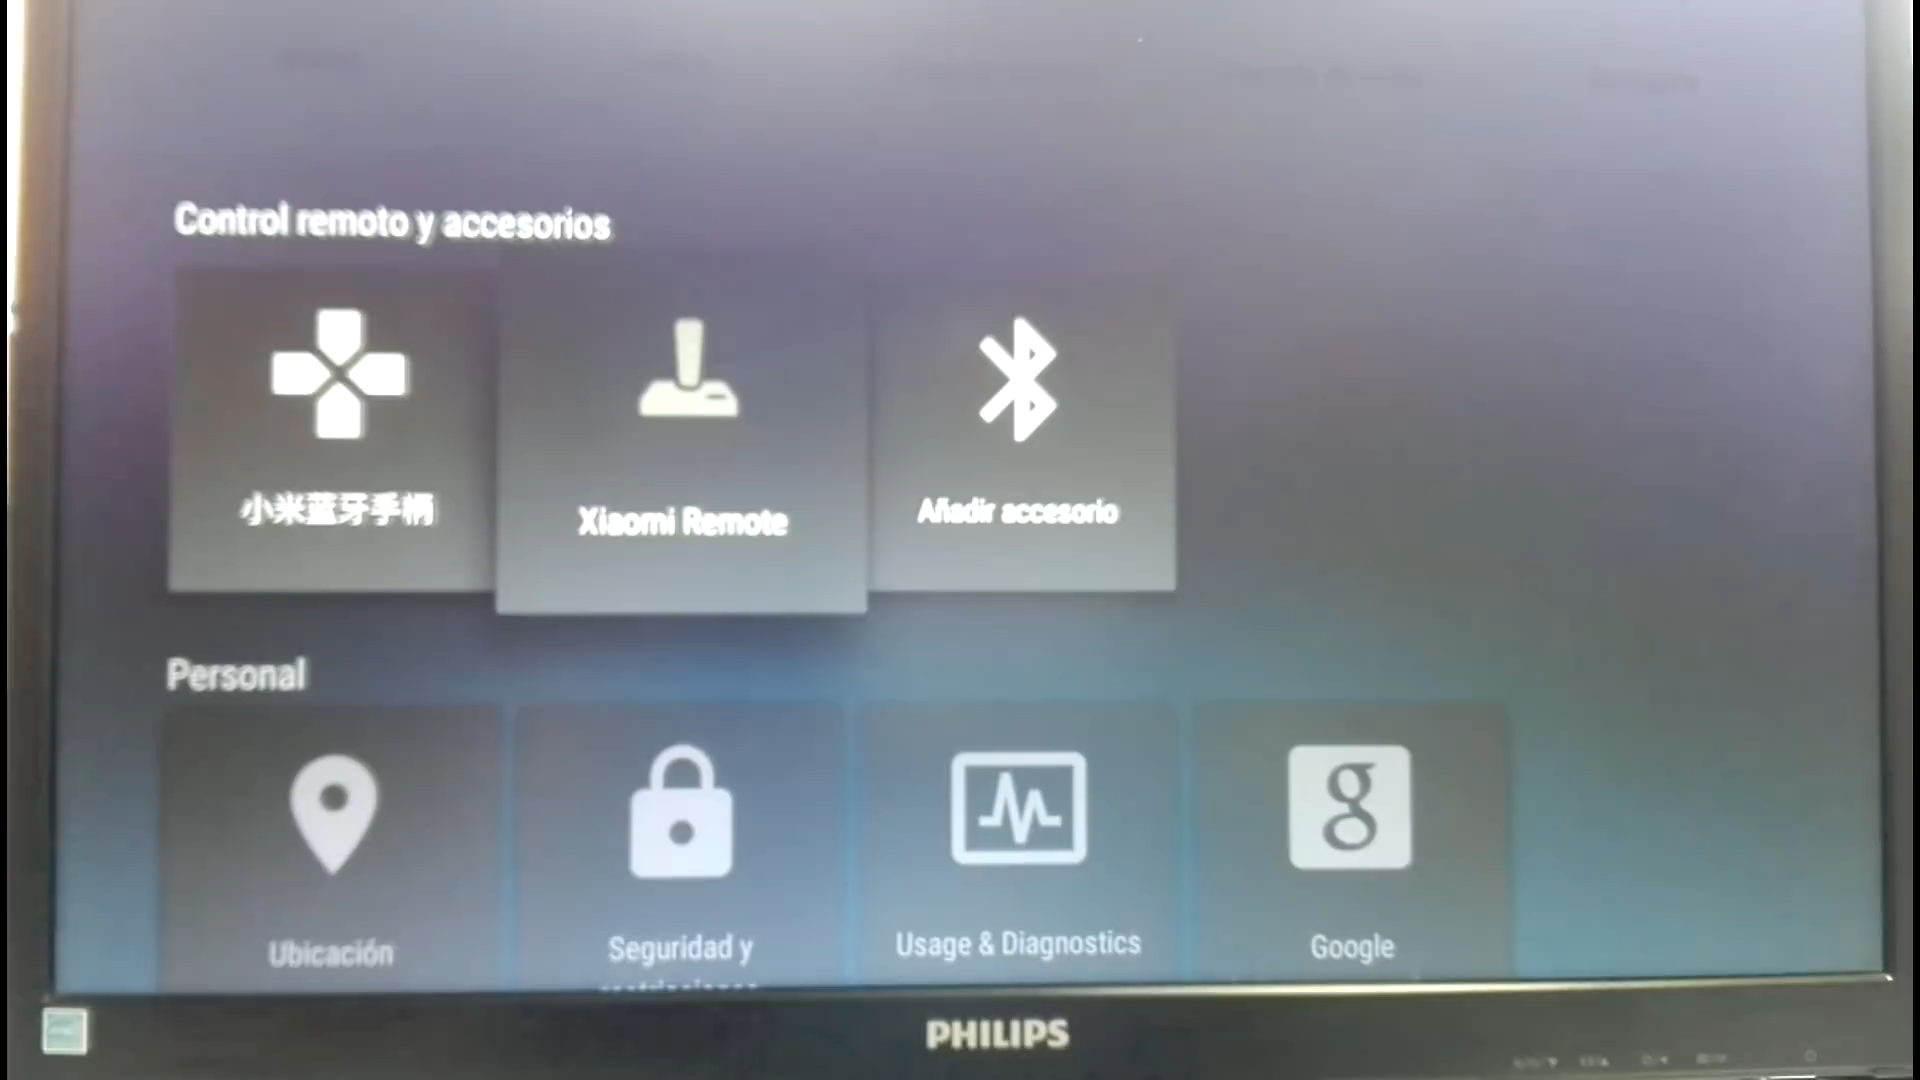 Control remoto y accesorios
小米蓝牙手柄
Xiaomi Remote
Añadir accesorio
Personal
Ubicación
Seguridad y
Usage & Diagnostics
Google
PHILIPS